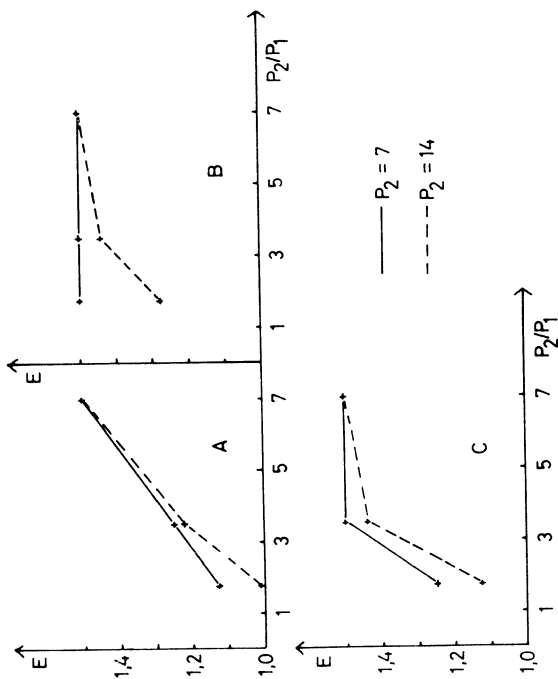 E
1,4
1,2
1,0
A
1 3 5 7
E
B
1 3 5 7 P₂/P₁
E
1,4
1,2
1,0
C
1 3 5 7 P₂/P₁
P₂ = 7
P₂ = 14